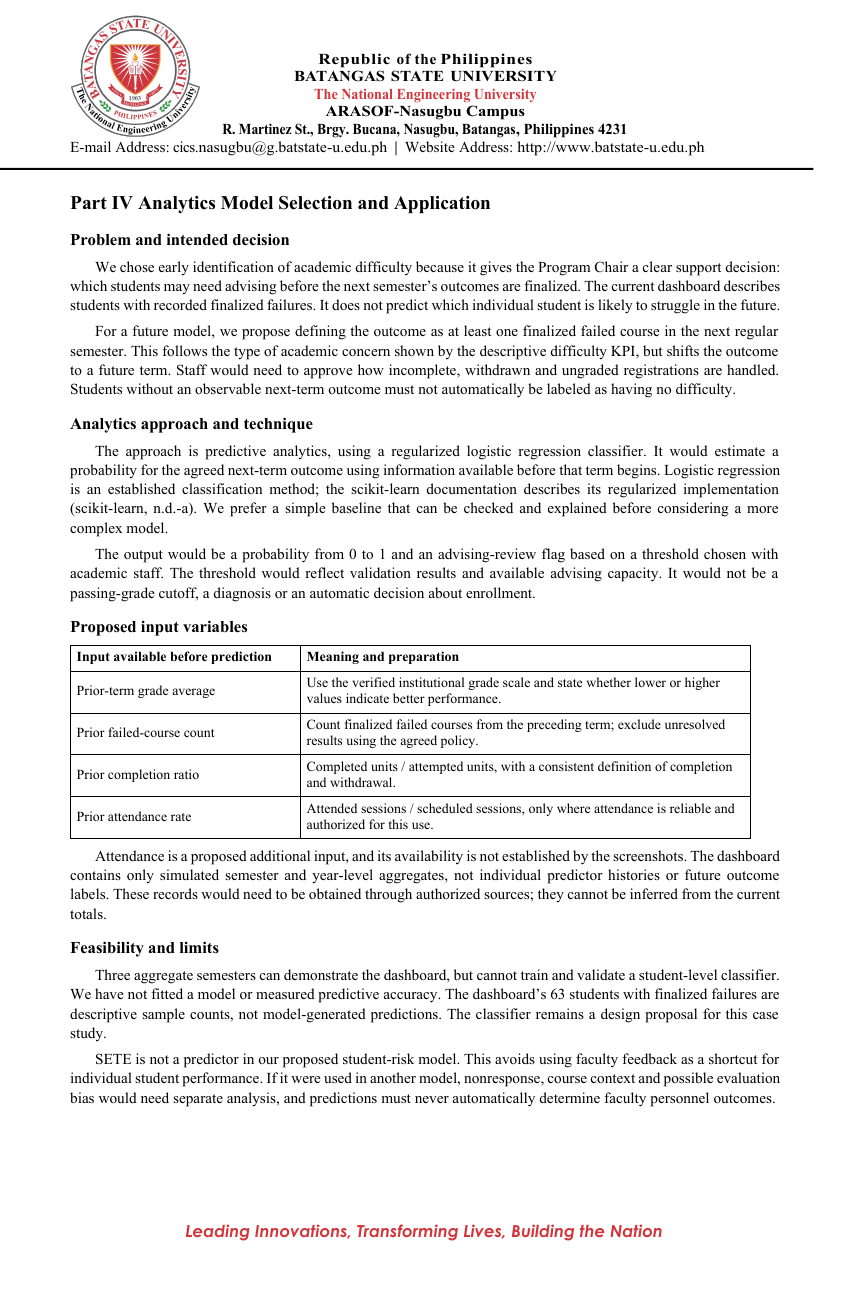 BATANGAS STATE UNIVERSITY
1903
PHILIPPINES
The National Engineering University
Republic of the Philippines
BATANGAS STATE UNIVERSITY
The National Engineering University
ARASOF-Nasugbu Campus
R. Martinez St., Brgy. Bucana, Nasugbu, Batangas, Philippines 4231
E-mail Address: cics.nasugbu@g.batstate-u.edu.ph | Website Address: http://www.batstate-u.edu.ph
Part IV Analytics Model Selection and Application
Problem and intended decision
We chose early identification of academic difficulty because it gives the Program Chair a clear support decision:
which students may need advising before the next semester’s outcomes are finalized. The current dashboard describes
students with recorded finalized failures. It does not predict which individual student is likely to struggle in the future.
For a future model, we propose defining the outcome as at least one finalized failed course in the next regular
semester. This follows the type of academic concern shown by the descriptive difficulty KPI, but shifts the outcome
to a future term. Staff would need to approve how incomplete, withdrawn and ungraded registrations are handled.
Students without an observable next-term outcome must not automatically be labeled as having no difficulty.
Analytics approach and technique
The approach is predictive analytics, using a regularized logistic regression classifier. It would estimate a
probability for the agreed next-term outcome using information available before that term begins. Logistic regression
is an established classification method; the scikit-learn documentation describes its regularized implementation
(scikit-learn, n.d.-a). We prefer a simple baseline that can be checked and explained before considering a more
complex model.
The output would be a probability from 0 to 1 and an advising-review flag based on a threshold chosen with
academic staff. The threshold would reflect validation results and available advising capacity. It would not be a
passing-grade cutoff, a diagnosis or an automatic decision about enrollment.
Proposed input variables
Input available before prediction
Meaning and preparation
Prior-term grade average
Use the verified institutional grade scale and state whether lower or higher
values indicate better performance.
Prior failed-course count
Count finalized failed courses from the preceding term; exclude unresolved
results using the agreed policy.
Prior completion ratio
Completed units / attempted units, with a consistent definition of completion
and withdrawal.
Prior attendance rate
Attended sessions / scheduled sessions, only where attendance is reliable and
authorized for this use.
Attendance is a proposed additional input, and its availability is not established by the screenshots. The dashboard
contains only simulated semester and year-level aggregates, not individual predictor histories or future outcome
labels. These records would need to be obtained through authorized sources; they cannot be inferred from the current
totals.
Feasibility and limits
Three aggregate semesters can demonstrate the dashboard, but cannot train and validate a student-level classifier.
We have not fitted a model or measured predictive accuracy. The dashboard’s 63 students with finalized failures are
descriptive sample counts, not model-generated predictions. The classifier remains a design proposal for this case
study.
SETE is not a predictor in our proposed student-risk model. This avoids using faculty feedback as a shortcut for
individual student performance. If it were used in another model, nonresponse, course context and possible evaluation
bias would need separate analysis, and predictions must never automatically determine faculty personnel outcomes.
Leading Innovations, Transforming Lives, Building the Nation